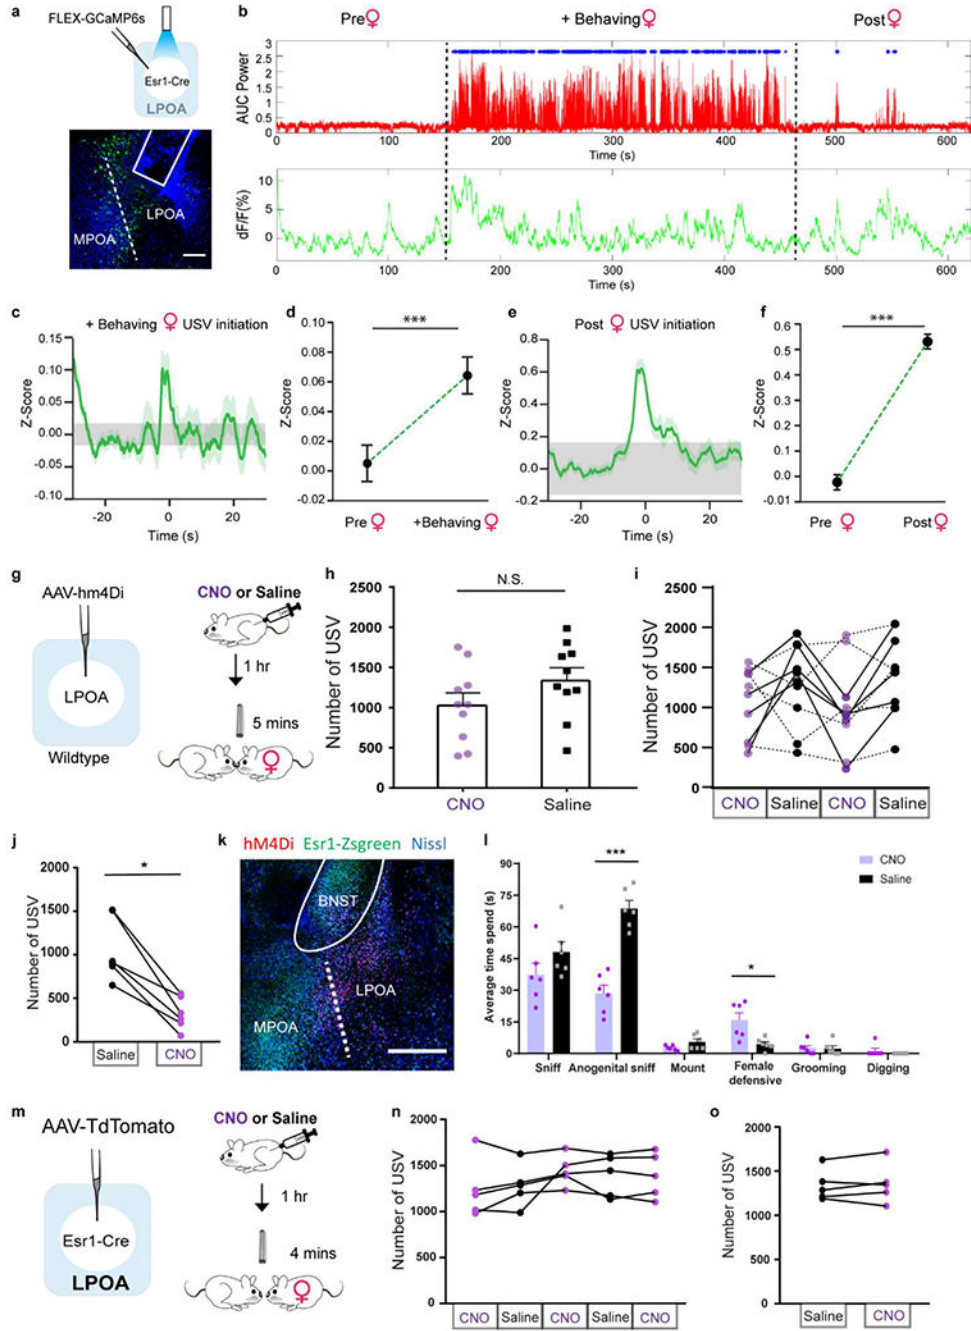 a
FLEX-GCaMP6s
Esr1-Cre
LPOA
LPOA
MPOA
b
Pre♀
+ Behaving♀
Post ♀
AUC Power
3
2.5
2
1.5
1
0.5
0
0 100 200 300 400 500 600
Time (s)
dF/F(%)
10
5
0
0 100 200 300 400 500 600
Time (s)
c
+ Behaving ♀ USV initiation
Z-Score
0.15
0.10
0.05
0.00
-0.05
-0.10
-20 0 20
Time (s)
d
***
Z-Score
0.10
0.08
0.06
0.04
0.02
0.00
-0.02
Pre♀ +Behaving ♀
e
Post ♀ USV initiation
Z-Score
0.8
0.6
0.4
0.2
0.0
0.2
-20 0 20
Time (s)
f
***
Z-Score
0.6
0.5
0.4
0.3
0.2
0.1
0.0
-0.01
Pre ♀ Post♀
g
AAV-hm4Di
LPOA
Wildtype
CNO or Saline
1 hr
5 mins
♀
h
N.S.
Number of USV
2500
2000
1500
1000
500
0
CNO Saline
i
Number of USV
2500
2000
1500
1000
500
0
CNO Saline CNO Saline
j
*
Number of USV
2000
1500
1000
500
0
Saline CNO
k
hM4Di Esr1-Zsgreen Nissl
BNST
LPOA
MPOA
l
***
*
CNO
Saline
Average time spend (s)
90
75
60
45
30
15
0
Sniff Anogenital sniff Mount Female Grooming Digging
defensive
m
AAV-TdTomato
Esr1-Cre
LPOA
CNO or Saline
1 hr
4 mins
♀
n
Number of USV
2000
1500
1000
500
0
CNO Saline CNO Saline CNO
o
Number of USV
2000
1500
1000
500
0
Saline CNO